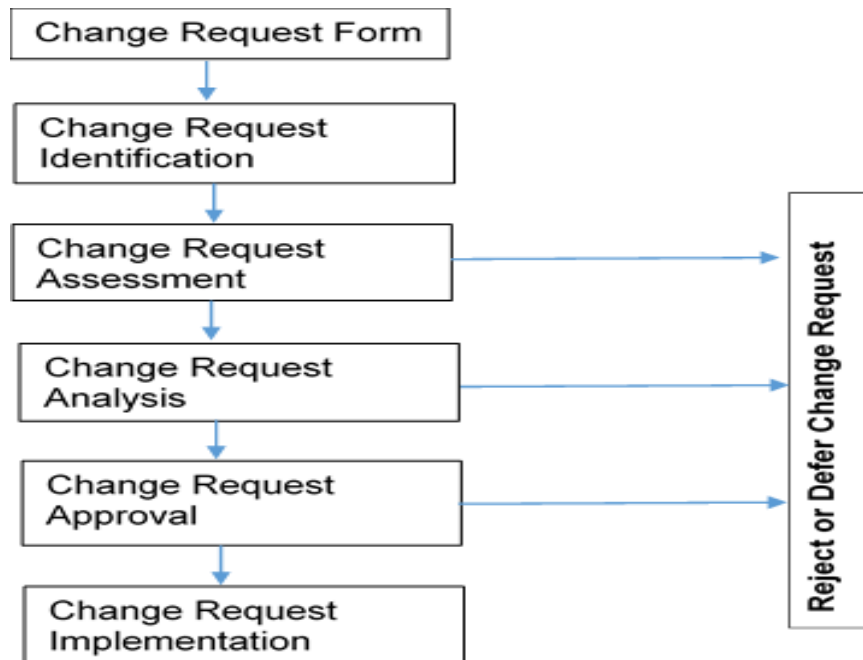 Change Request Form
Change Request
Identification
Change Request
Assessment
Change Request
Analysis
Change Request
Approval
Change Request
Implementation
Reject or Defer Change Request